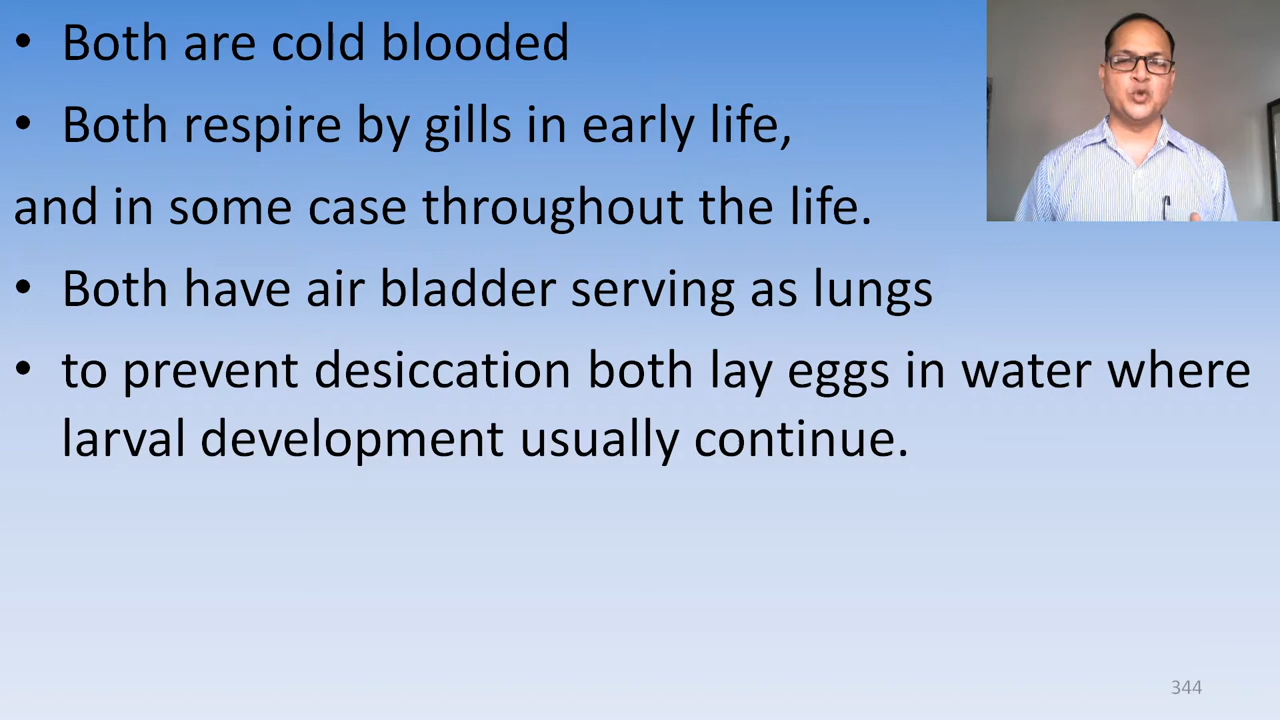 • Both are cold blooded
• Both respire by gills in early life,
and in some case throughout the life.
• Both have air bladder serving as lungs
• to prevent desiccation both lay eggs in water where
larval development usually continue.
344